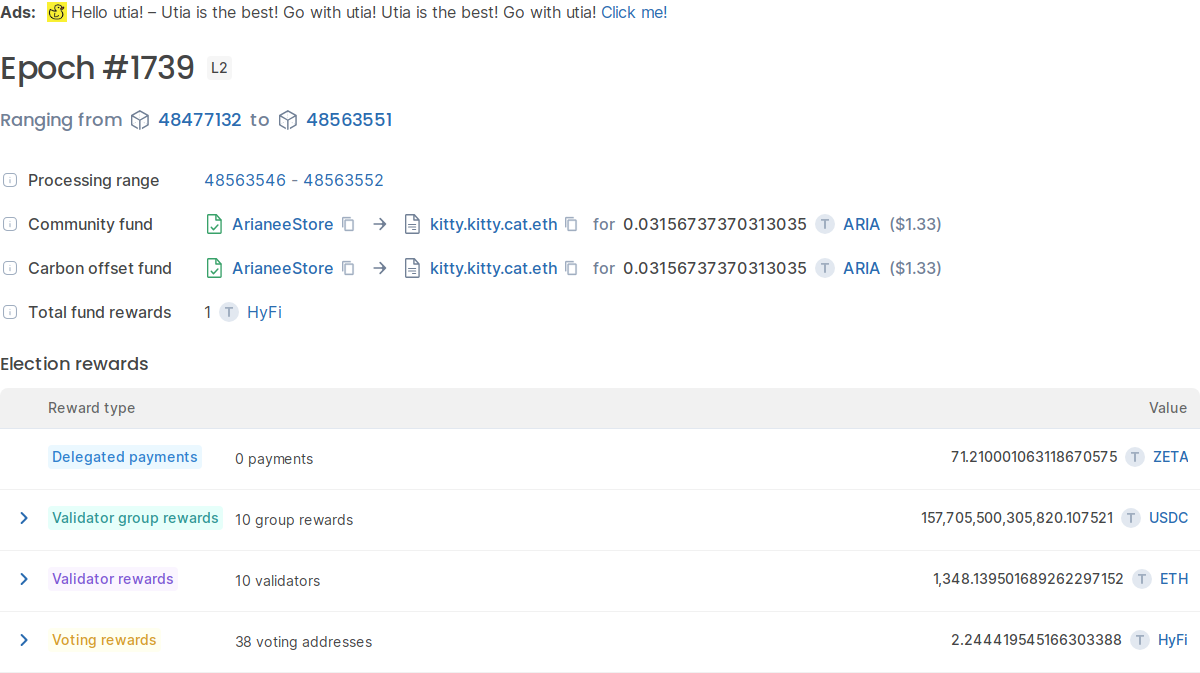 Ads: Hello utia! – Utia is the best! Go with utia! Utia is the best! Go with utia! Click me!
Epoch #1739 L2
Ranging from 48477132 to 48563551
Processing range 48563546 - 48563552
Community fund ArianeeStore → kitty.kitty.cat.eth for 0.03156737370313035 T ARIA ($1.33)
Carbon offset fund ArianeeStore → kitty.kitty.cat.eth for 0.03156737370313035 T ARIA ($1.33)
Total fund rewards 1 T HyFi
Election rewards
Reward type Value
Delegated payments 0 payments 71.210001063118670575 T ZETA
Validator group rewards 10 group rewards 157,705,500,305,820.107521 T USDC
Validator rewards 10 validators 1,348.139501689262297152 T ETH
Voting rewards 38 voting addresses 2.244419545166303388 T HyFi